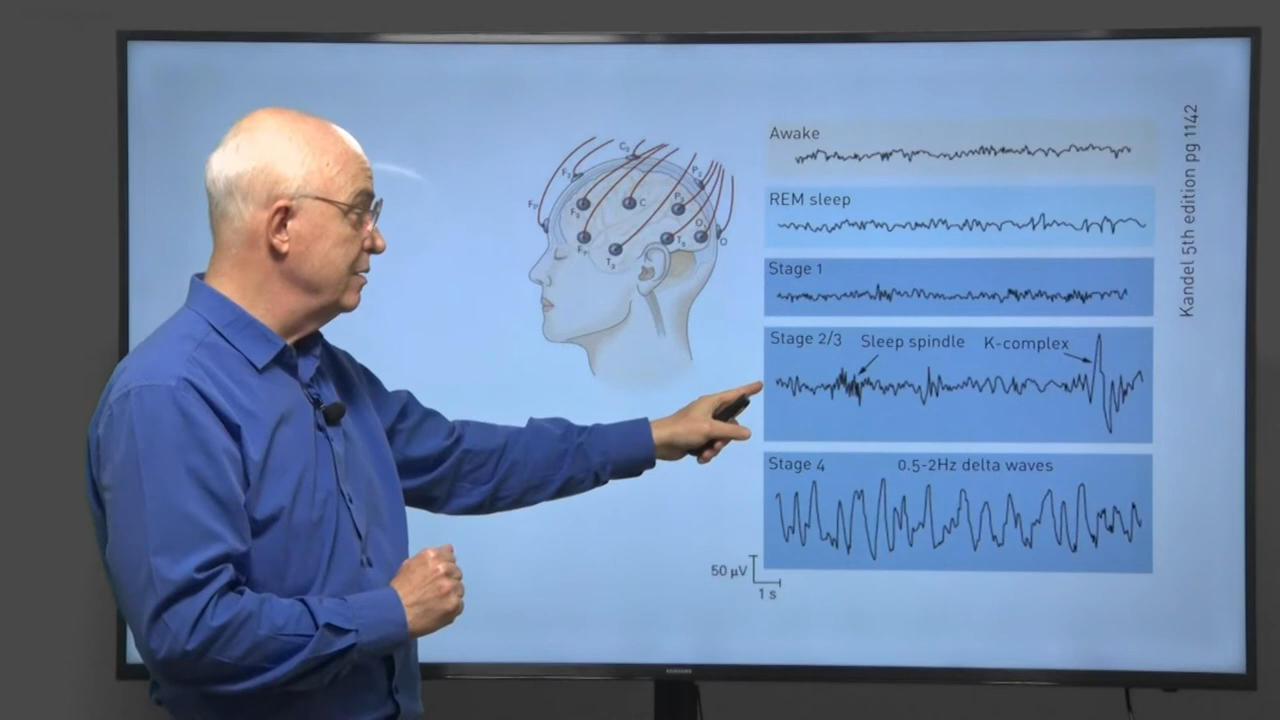 Awake
REM sleep
Stage 1
Stage 2/3 Sleep spindle K-complex
Stage 4 0.5-2Hz delta waves
50 µV
1 s
Kandel 5th edition pg 1142
C
O
SAMSUNG